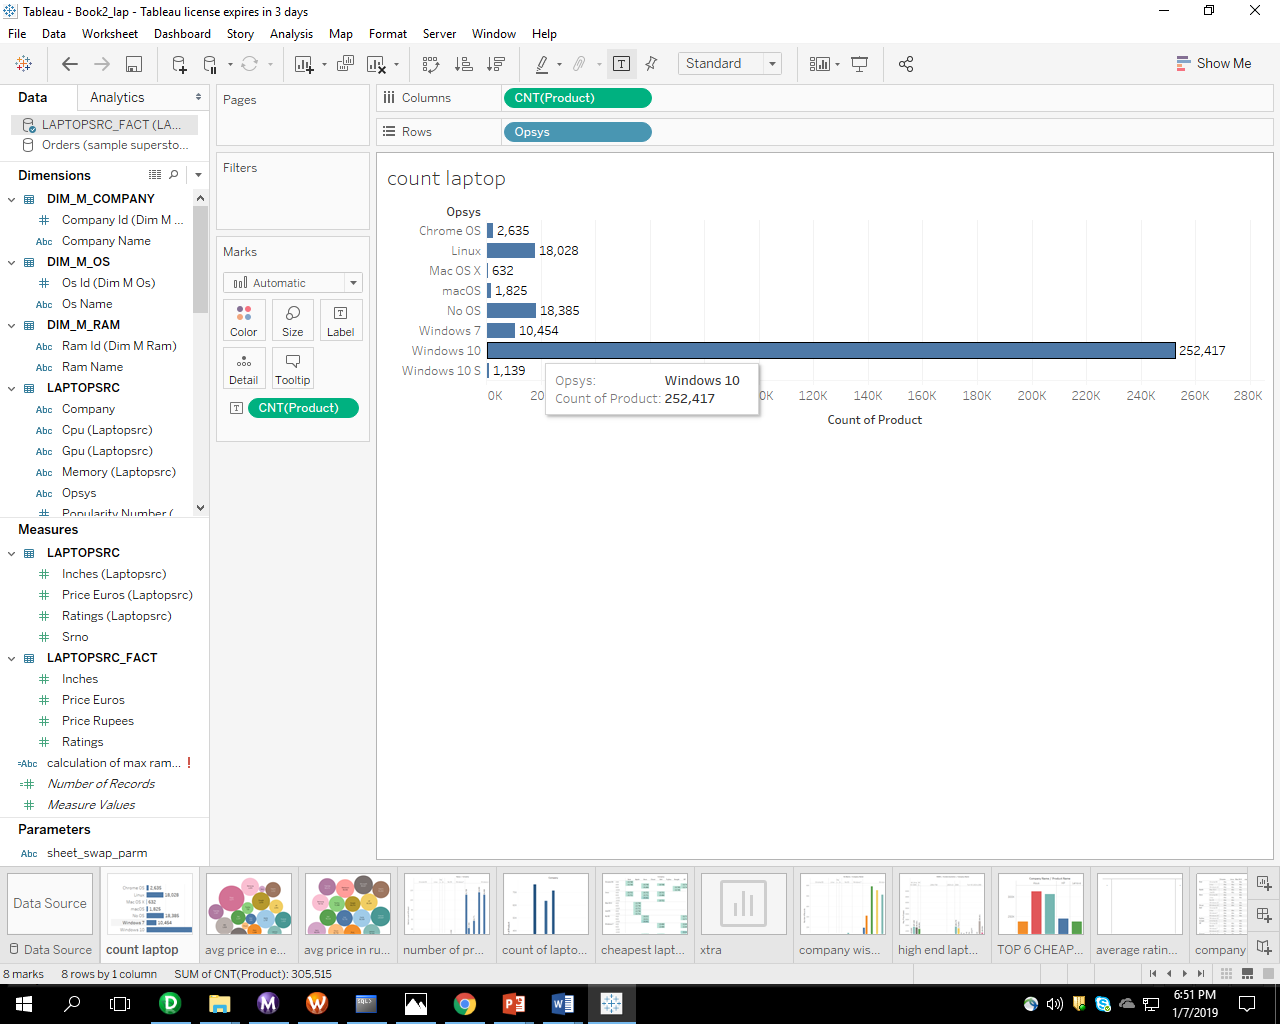 Tableau - Book2_lap - Tableau license expires in 3 days
File Data Worksheet Dashboard Story Analysis Map Format Server Window Help
Standard
Show Me
Data Analytics
LAPTOPSRC_FACT (LA...
Orders (sample supersto...
Dimensions
DIM_M_COMPANY
Company Id (Dim M ...
Abc Company Name
DIM_M_OS
Os Id (Dim M Os)
Abc Os Name
DIM_M_RAM
Abc Ram Id (Dim M Ram)
Abc Ram Name
LAPTOPSRC
Abc Company
Abc Cpu (Laptopsrc)
Abc Gpu (Laptopsrc)
Abc Memory (Laptopsrc)
Abc Opsys
Popularity Number (
Measures
LAPTOPSRC
Inches (Laptopsrc)
Price Euros (Laptopsrc)
Ratings (Laptopsrc)
Srno
LAPTOPSRC_FACT
Inches
Price Euros
Price Rupees
Ratings
=Abc calculation of max ram... !
=# Number of Records
Measure Values
Parameters
Abc sheet_swap_parm
Pages
Filters
Marks
Automatic
Color Size Label
Detail Tooltip
CNT(Product)
Columns CNT(Product)
Rows Opsys
count laptop
Opsys
Chrome OS 2,635
Linux 18,028
Mac OS X 632
macOS 1,825
No OS 18,385
Windows 7 10,454
Windows 10 252,417
Windows 10 S 1,139
Opsys: Windows 10
Count of Product: 252,417
0K 20 0K 120K 140K 160K 180K 200K 220K 240K 260K 280K
Count of Product
Data Source
Data Source count laptop avg price in e... avg price in ru... number of pr... count of lapto... cheapest lapt... xtra company wis... high end lapt... TOP 6 CHEAP... average ratin... company
8 marks 8 rows by 1 column SUM of CNT(Product): 305,515
6:51 PM
1/7/2019